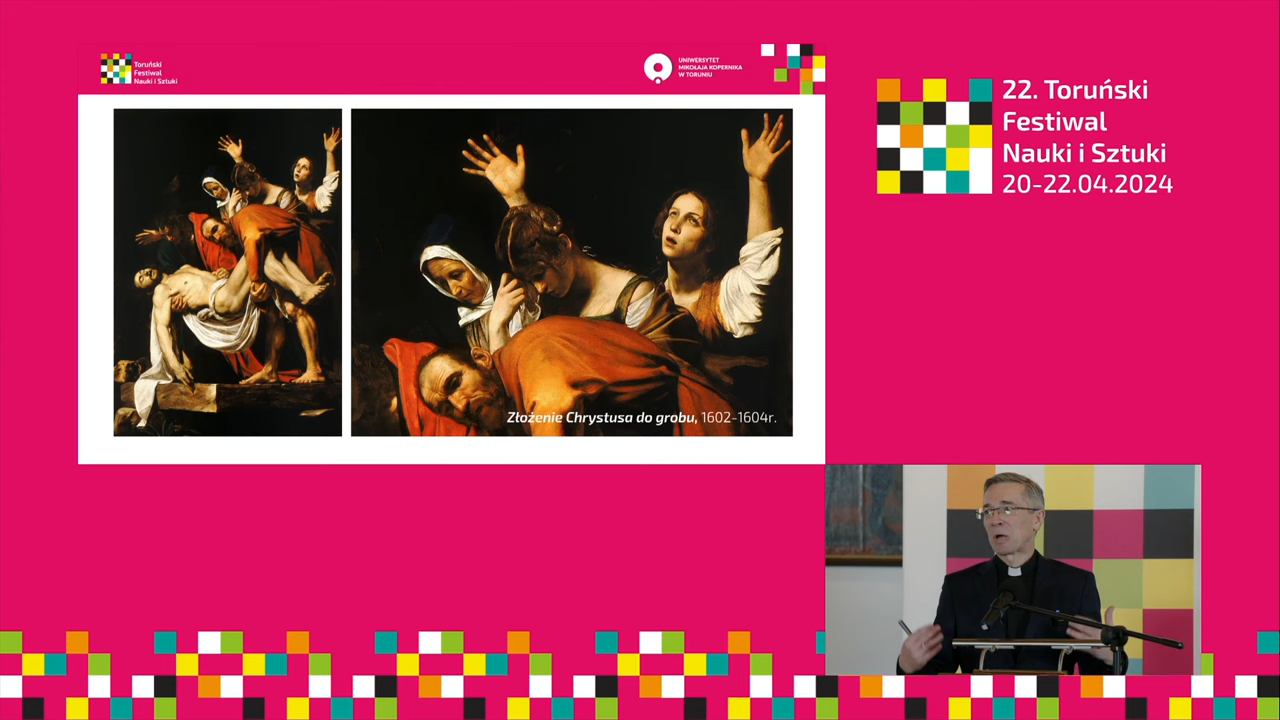 Toruński
Festiwal
Nauki i Sztuki
UNIWERSYTET
MIKOŁAJA KOPERNIKA
W TORUNIU
Złożenie Chrystusa do grobu, 1602-1604r.
22. Toruński
Festiwal
Nauki i Sztuki
20-22.04.2024